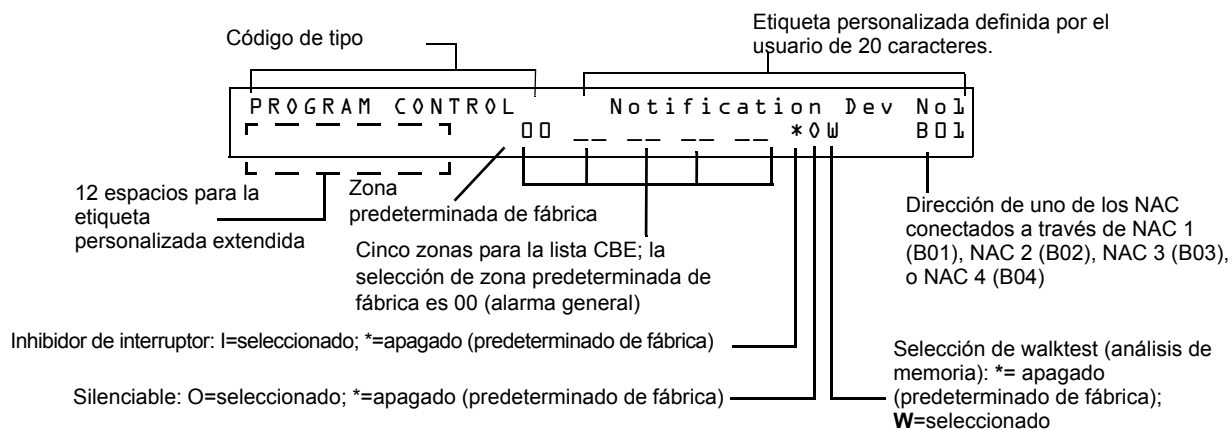 Código de tipo
Etiqueta personalizada definida por el
usuario de 20 caracteres.
PROGRAM CONTROL Notification Dev No1
00 __ __ __ __ *0W B01
12 espacios para la
etiqueta
personalizada extendida
Zona
predeterminada de fábrica
Cinco zonas para la lista CBE; la
selección de zona predeterminada de
fábrica es 00 (alarma general)
Dirección de uno de los NAC
conectados a través de NAC 1
(B01), NAC 2 (B02), NAC 3 (B03),
o NAC 4 (B04)
Inhibidor de interruptor: I=seleccionado; *=apagado (predeterminado de fábrica)
Silenciable: O=seleccionado; *=apagado (predeterminado de fábrica)
Selección de walktest (análisis de
memoria): *= apagado
(predeterminado de fábrica);
W=seleccionado